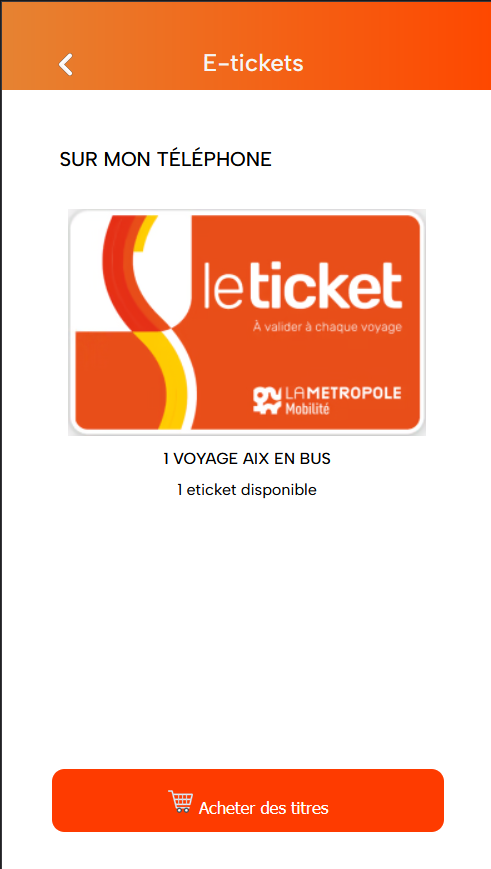 E-tickets
SUR MON TÉLÉPHONE
leticket
À valider à chaque voyage
LAMETROPOLE
Mobilité
1 VOYAGE AIX EN BUS
1 eticket disponible
Acheter des titres